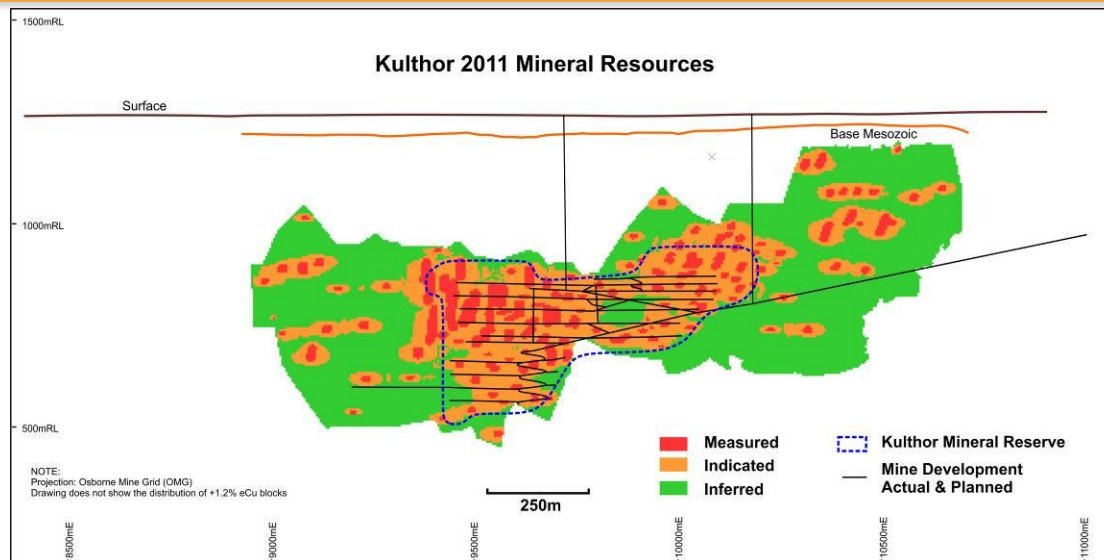 1500mRL
Kulthor 2011 Mineral Resources
Surface
Base Mesozoic
1000mRL
500mRL
Measured
Indicated
Inferred
Kulthor Mineral Reserve
Mine Development
Actual & Planned
NOTE:
Projection: Osborne Mine Grid (OMG)
Drawing does not show the distribution of +1.2% eCu blocks
250m
8500mE
9000mE
9500mE
10000mE
10500mE
11000mE